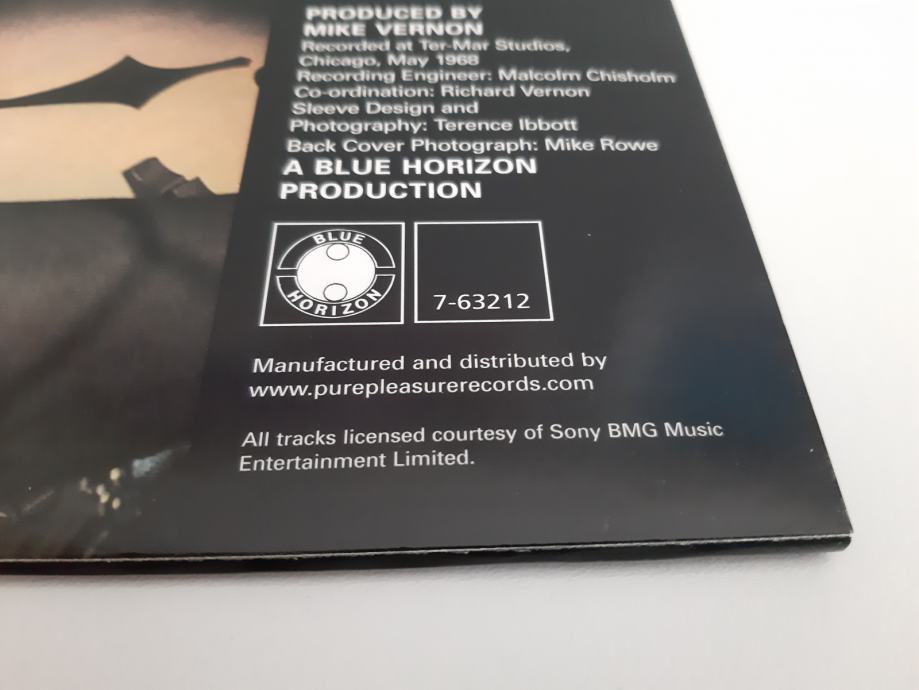 PRODUCED BY
MIKE VERNON
Recorded at Ter-Mar Studios,
Chicago, May 1968
Recording Engineer: Malcolm Chisholm
Co-ordination: Richard Vernon
Sleeve Design and
Photography: Terence Ibbott
Back Cover Photograph: Mike Rowe
A BLUE HORIZON
PRODUCTION
BLUE
HORIZON
7-63212
Manufactured and distributed by
www.purepleasurerecords.com
All tracks licensed courtesy of Sony BMG Music
Entertainment Limited.